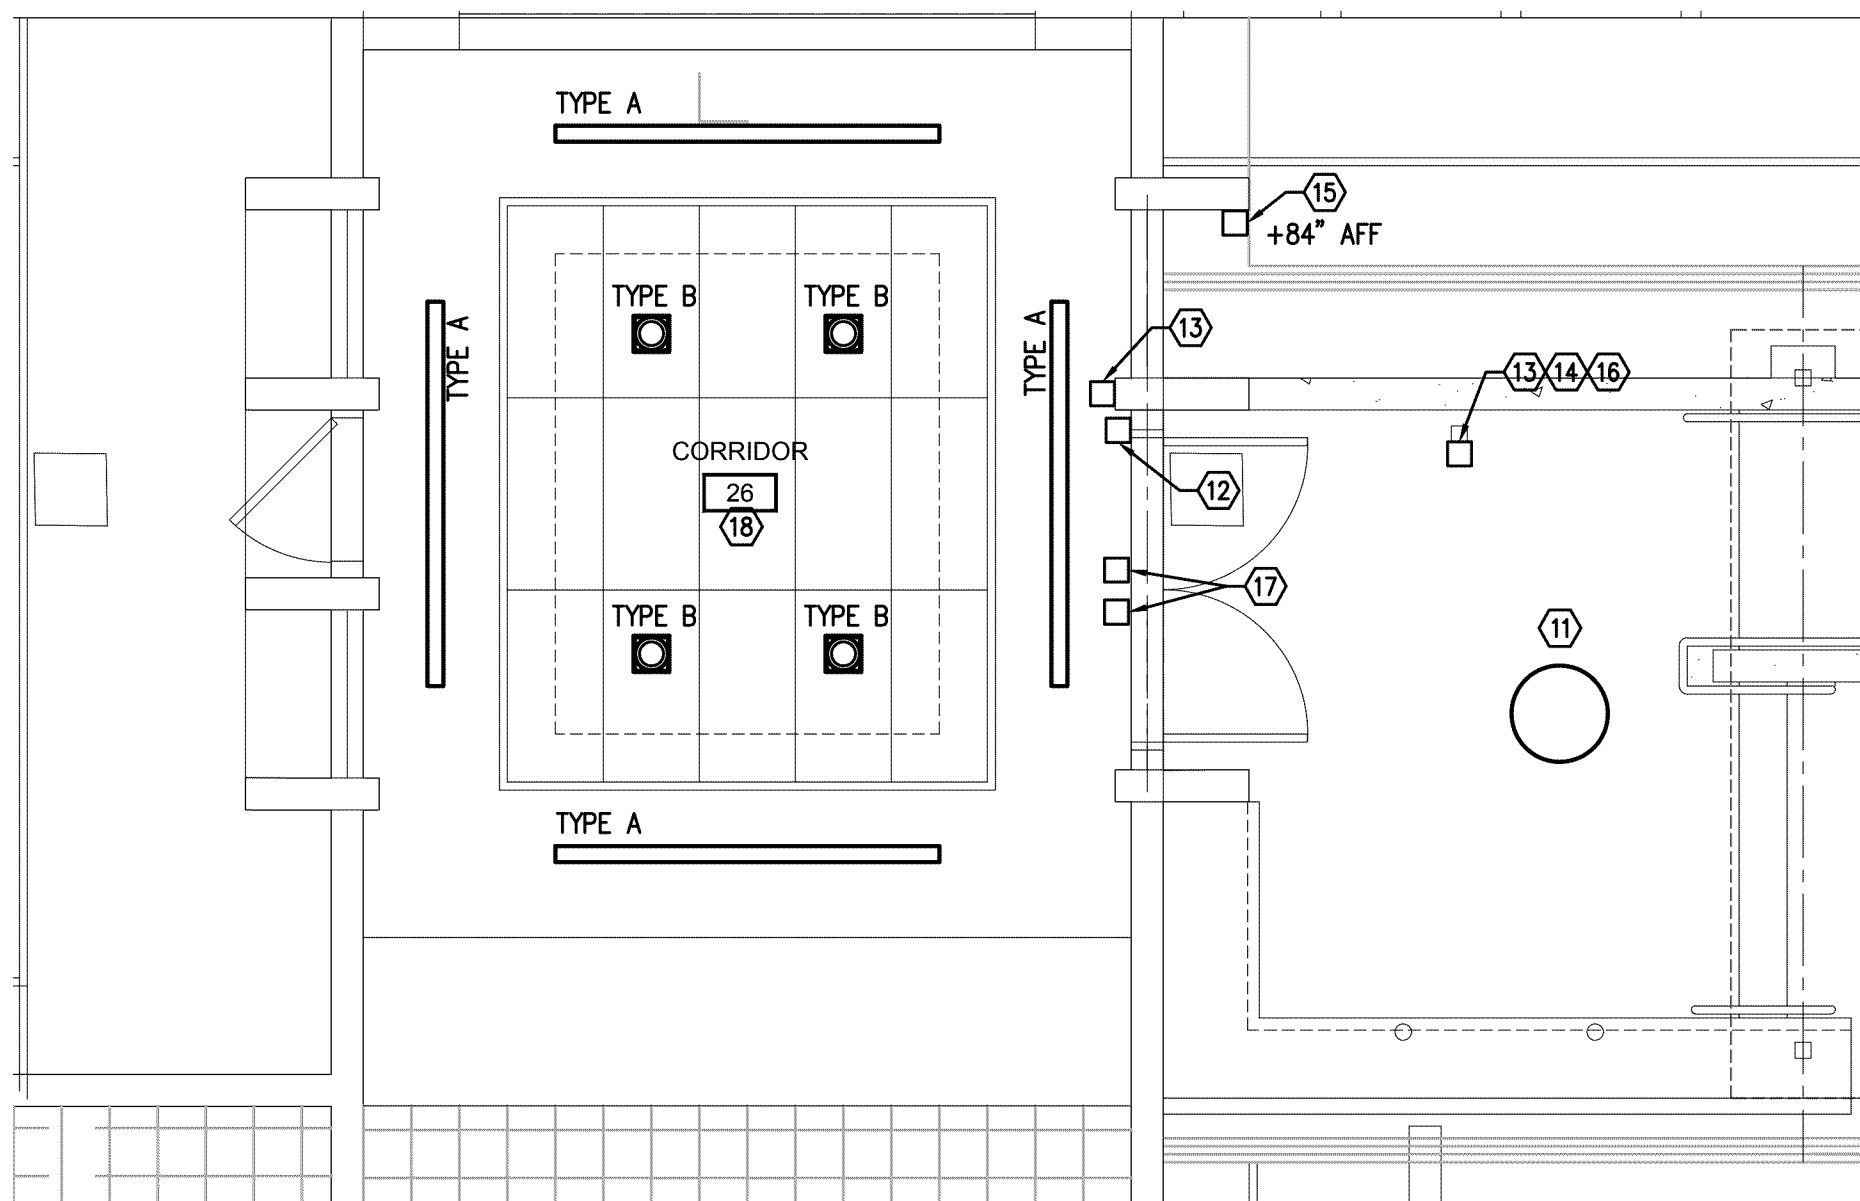 TYPE A
15
+84” AFF
TYPE B
TYPE B
TYPE A
TYPE A
13
13 14 16
CORRIDOR
26
18
12
17
TYPE B
TYPE B
11
TYPE A